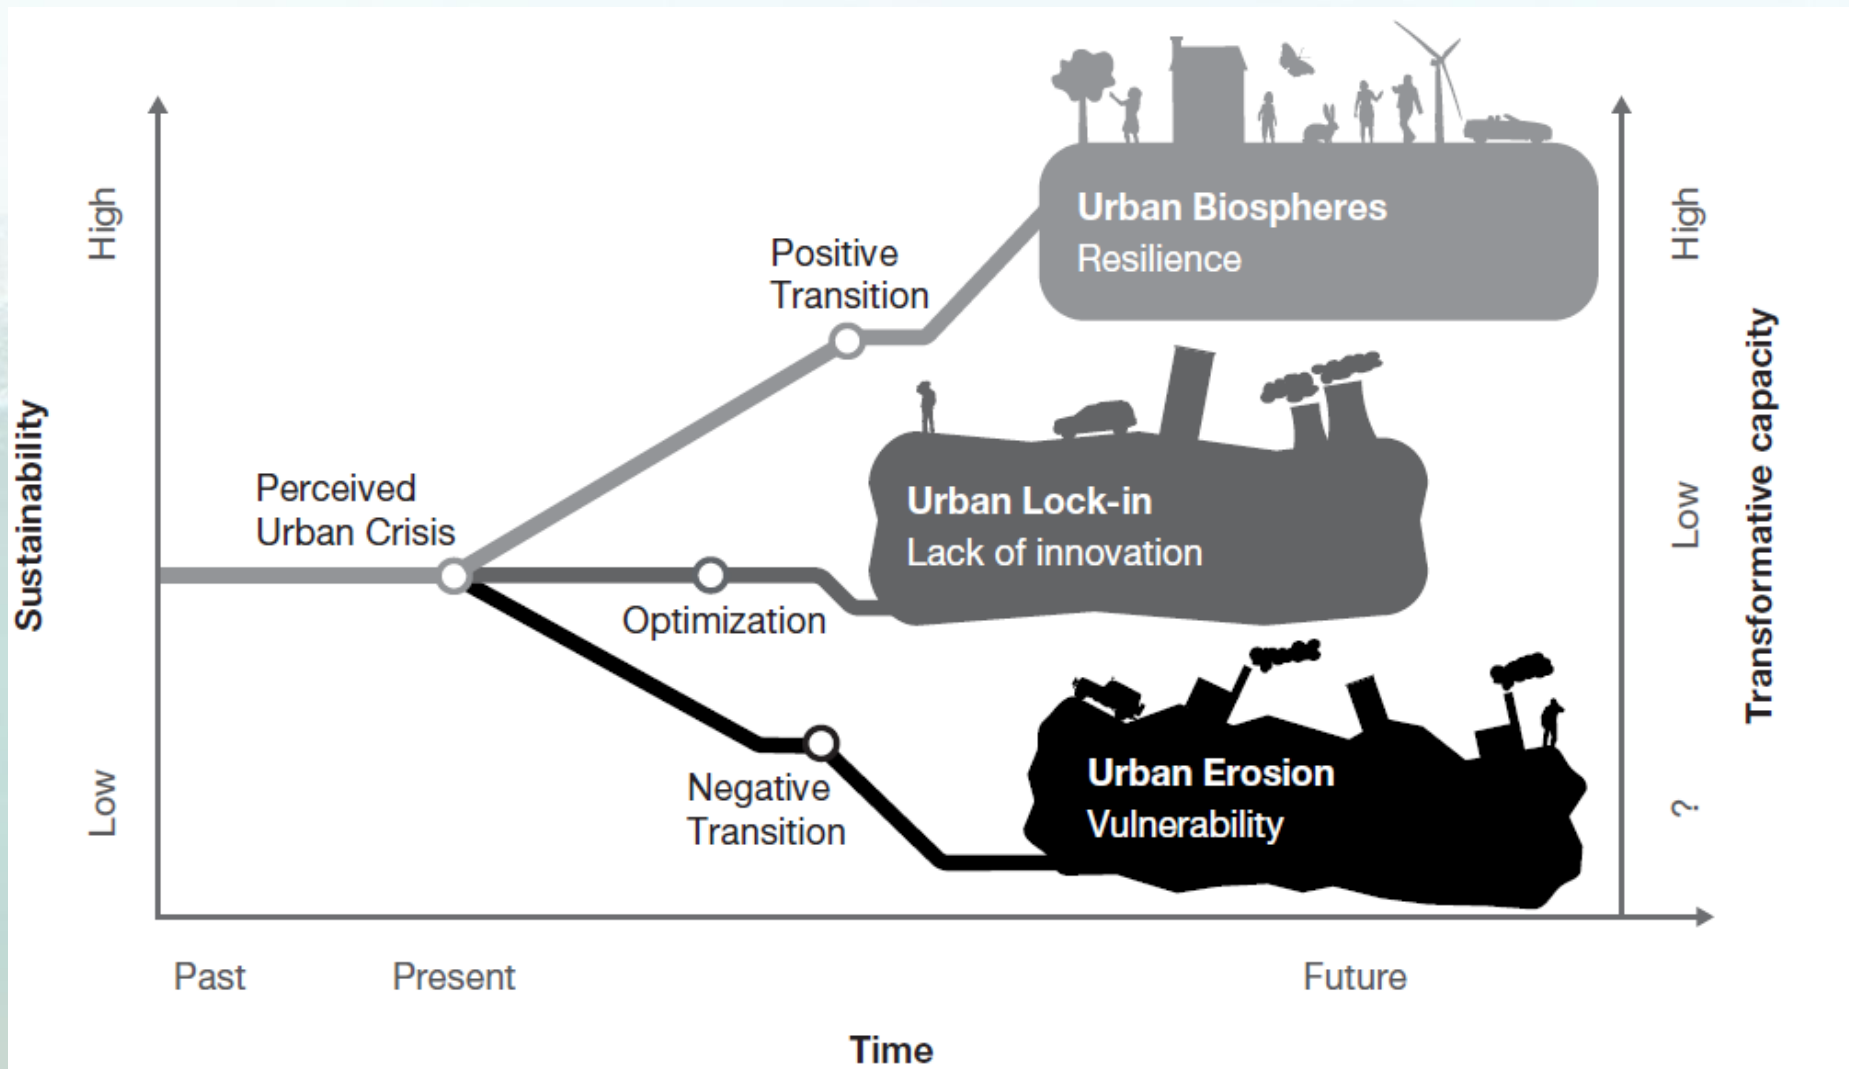 Sustainability
High
Low
Perceived
Urban Crisis
Positive
Transition
Optimization
Negative
Transition
Urban Biospheres
Resilience
Urban Lock-in
Lack of innovation
Urban Erosion
Vulnerability
High
Low
?
Transformative capacity
Past
Present
Future
Time